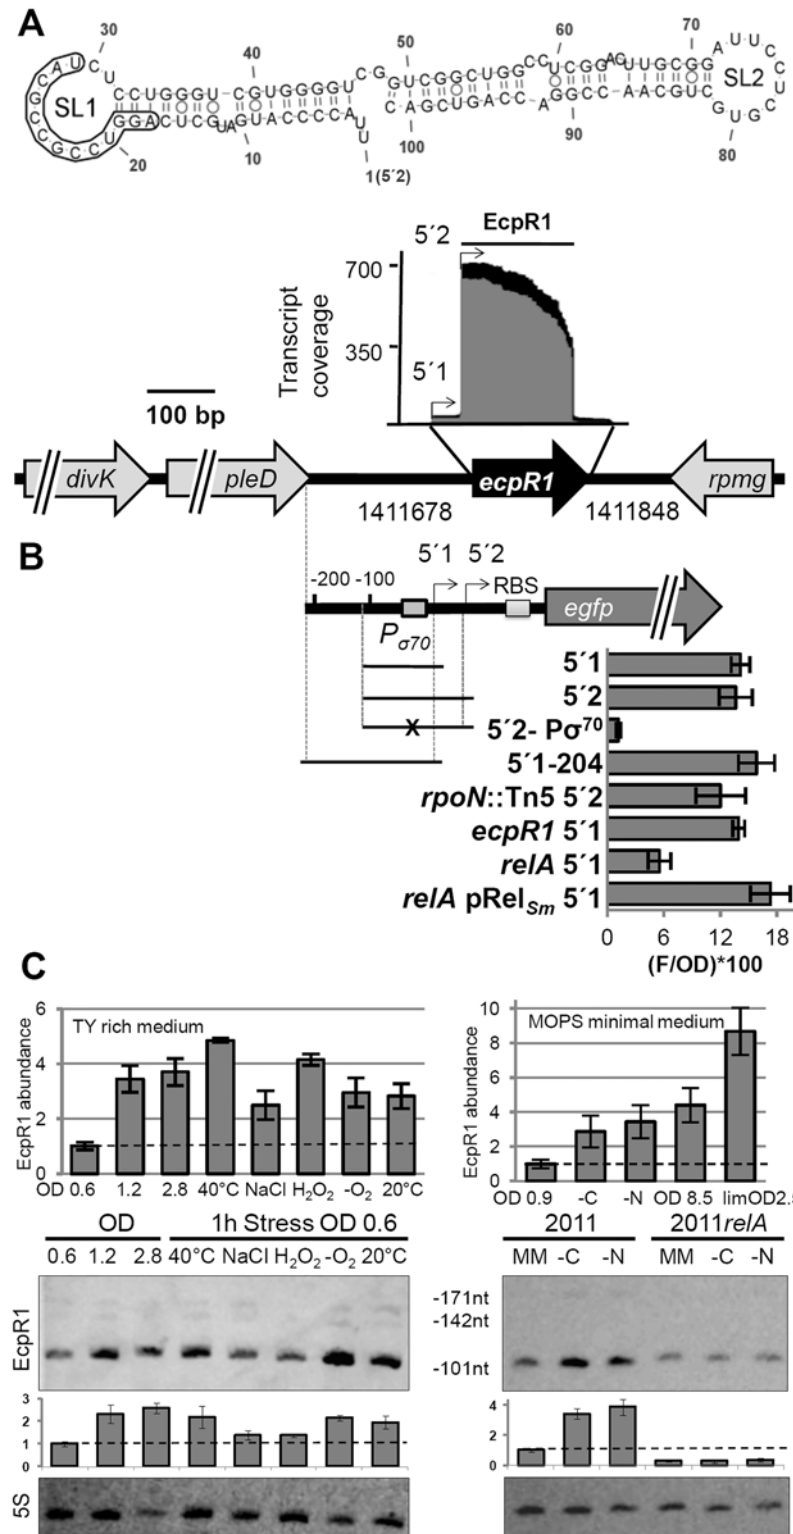 A
30 40 50 60 70
SL1 SL2
20 10 1(5´2) 100 90 80
EcpR1
5´2
700
350
5´1
Transcript coverage
100 bp
divK pleD ecpR1 rpmg
1411678 1411848
B
5´1 5´2
-200 -100 RBS egfp
Pσ70
X
5´1
5´2
5´2- Pσ70
5´1-204
rpoN::Tn5 5´2
ecpR1 5´1
relA 5´1
relA pRelSm 5´1
0 6 12 18
(F/OD)*100
C
TY rich medium
EcpR1 abundance
6
4
2
0
OD 0.6 1.2 2.8 40°C NaCl H2O2 -O2 20°C
MOPS minimal medium
EcpR1 abundance
10
8
6
4
2
0
OD 0.9 -C -N OD 8.5 limOD2.5
OD 1h Stress OD 0.6
0.6 1.2 2.8 40°C NaCl H2O2 -O2 20°C
2011 2011relA
MM -C -N MM -C -N
EcpR1
-171nt
-142nt
-101nt
3
2
1
0
4
2
0
5S